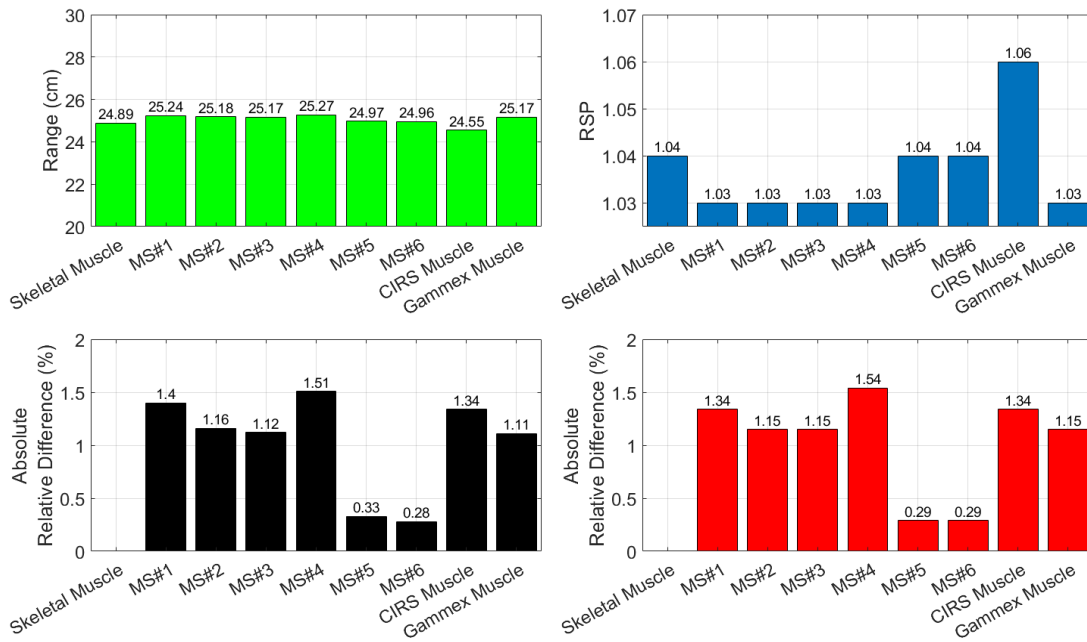 Range (cm)
30
28
26
24
22
20
24.89
25.24
25.18
25.17
25.27
24.97
24.96
24.55
25.17
Skeletal Muscle
MS#1
MS#2
MS#3
MS#4
MS#5
MS#6
CIRS Muscle
Gammex Muscle
RSP
1.07
1.06
1.05
1.04
1.03
1.04
1.03
1.03
1.03
1.03
1.04
1.04
1.06
1.03
Skeletal Muscle
MS#1
MS#2
MS#3
MS#4
MS#5
MS#6
CIRS Muscle
Gammex Muscle
Absolute
Relative Difference (%)
2
1.5
1
0.5
0
1.4
1.16
1.12
1.51
0.33
0.28
1.34
1.11
Skeletal Muscle
MS#1
MS#2
MS#3
MS#4
MS#5
MS#6
CIRS Muscle
Gammex Muscle
Absolute
Relative Difference (%)
2
1.5
1
0.5
0
1.34
1.15
1.15
1.54
0.29
0.29
1.34
1.15
Skeletal Muscle
MS#1
MS#2
MS#3
MS#4
MS#5
MS#6
CIRS Muscle
Gammex Muscle